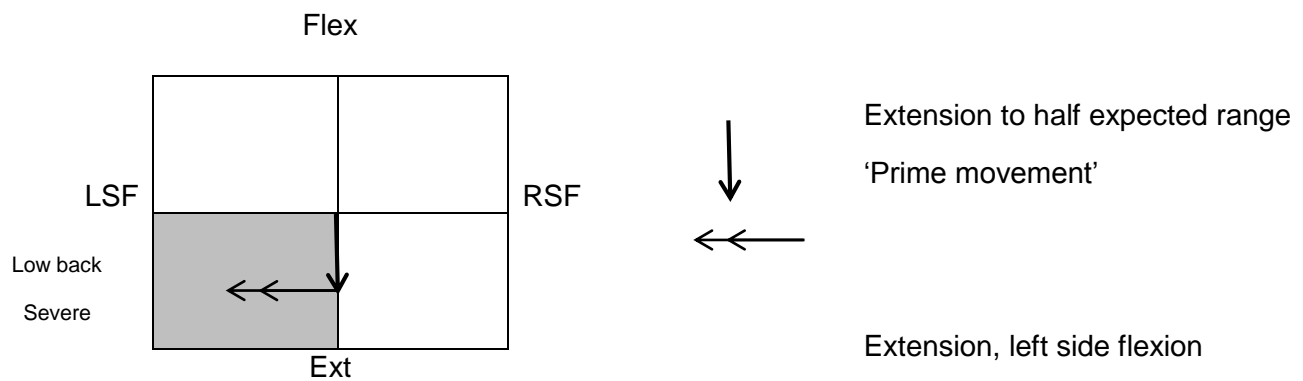 Flex
LSF
RSF
Low back
Severe
Ext
Extension to half expected range
‘Prime movement’
Extension, left side flexion